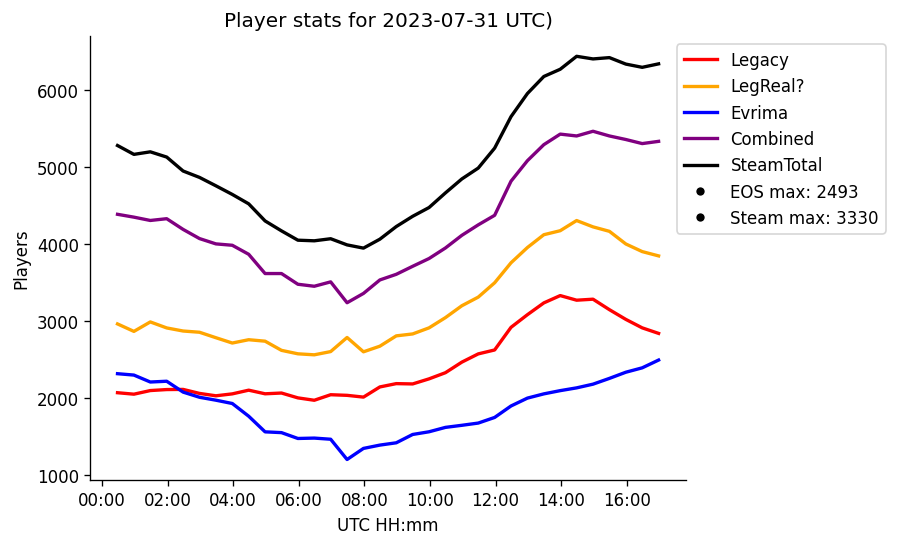 Player stats for 2023-07-31 UTC)
Players
6000
5000
4000
3000
2000
1000
00:00 02:00 04:00 06:00 08:00 10:00 12:00 14:00 16:00
UTC HH:mm
Legacy
LegReal?
Evrima
Combined
SteamTotal
EOS max: 2493
Steam max: 3330